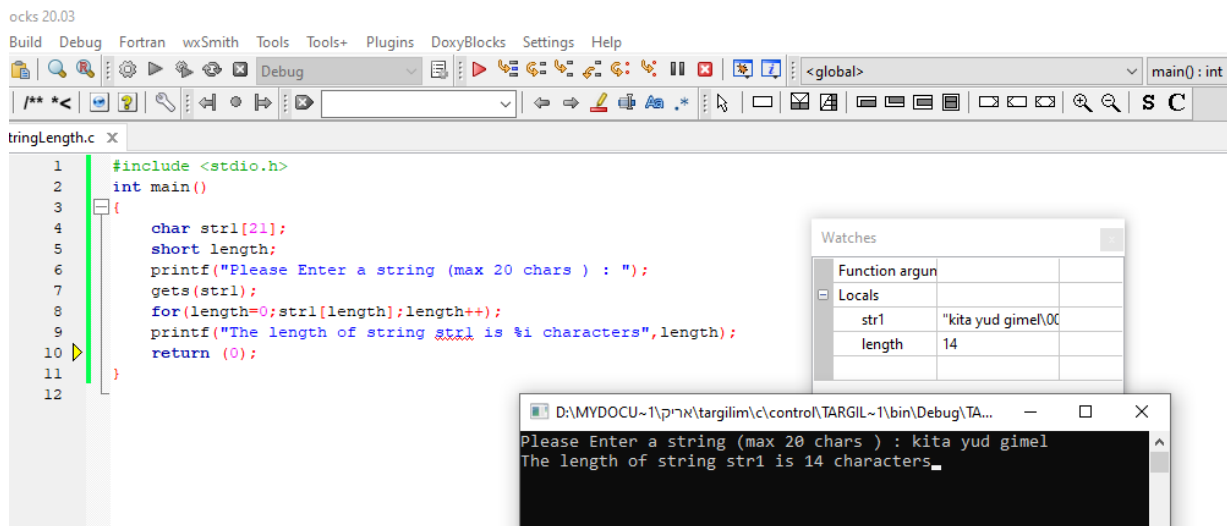 ocks 20.03
Build Debug Fortran wxSmith Tools Tools+ Plugins DoxyBlocks Settings Help
Debug
<global>
main() : int
/** *<
.*
S C
tringLength.c X
1 #include <stdio.h>
2 int main()
3 {
4 char str1[21];
5 short length;
6 printf("Please Enter a string (max 20 chars ) : ");
7 gets(str1);
8 for(length=0;str1[length];length++);
9 printf("The length of string str1 is %i characters",length);
10 return (0);
11 }
12
Watches
Function argun
Locals
str1 "kita yud gimel\00
length 14
D:\MYDOCU~1\אריק\targilim\c\control\TARGIL~1\bin\Debug\TA...
Please Enter a string (max 20 chars ) : kita yud gimel
The length of string str1 is 14 characters